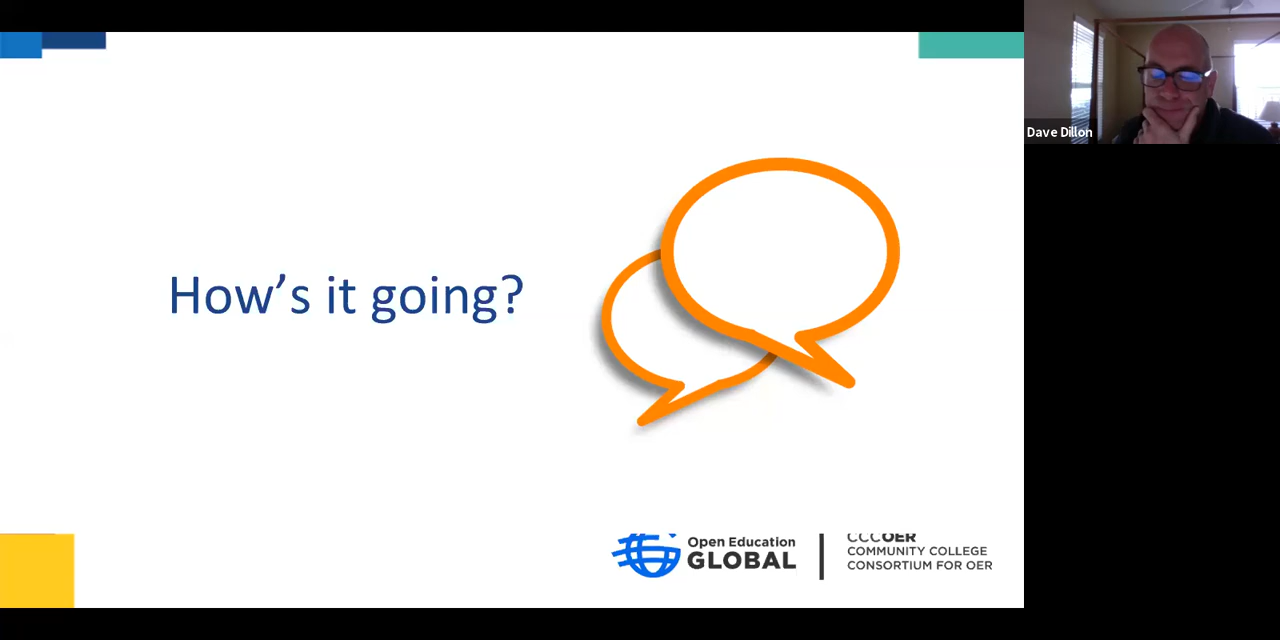 How's it going?
Open Education
GLOBAL
CCCOER
COMMUNITY COLLEGE
CONSORTIUM FOR OER
Dave Dillon